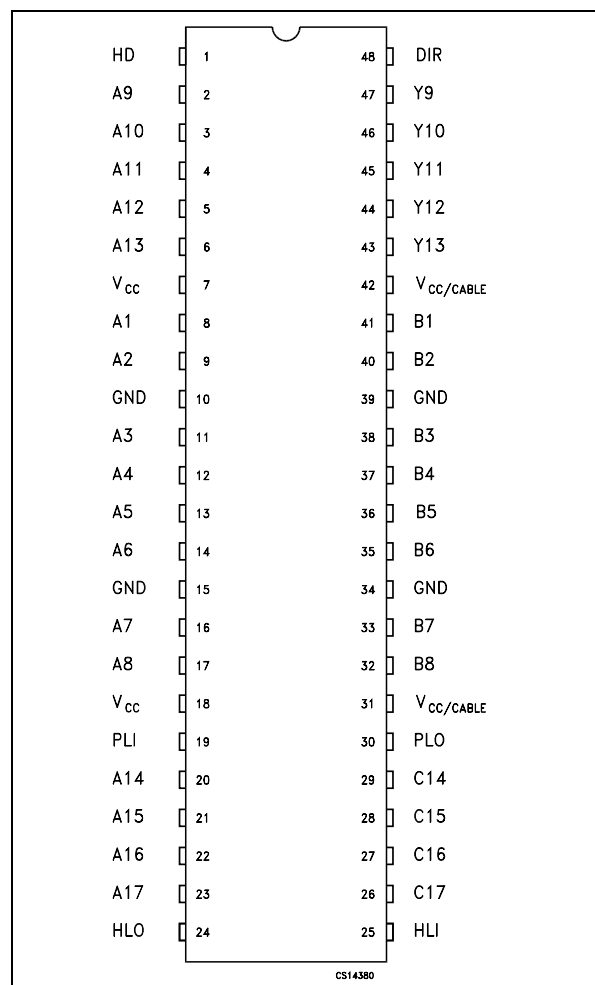 HD 1 48 DIR
A9 2 47 Y9
A10 3 46 Y10
A11 4 45 Y11
A12 5 44 Y12
A13 6 43 Y13
VCC 7 42 VCC/CABLE
A1 8 41 B1
A2 9 40 B2
GND 10 39 GND
A3 11 38 B3
A4 12 37 B4
A5 13 36 B5
A6 14 35 B6
GND 15 34 GND
A7 16 33 B7
A8 17 32 B8
VCC 18 31 VCC/CABLE
PLI 19 30 PLO
A14 20 29 C14
A15 21 28 C15
A16 22 27 C16
A17 23 26 C17
HLO 24 25 HLI
CS14380